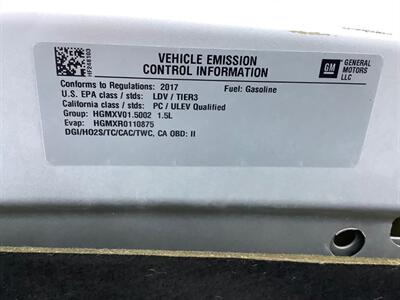 HF248103
VEHICLE EMISSION
CONTROL INFORMATION
GM
GENERAL
MOTORS
LLC
Conforms to Regulations: 2017 Fuel: Gasoline
U.S. EPA class / stds: LDV / TIER3
California class / stds: PC / ULEV Qualified
Group: HGMXV01.5002 1.5L
Evap: HGMXR0110875
DGI/HO2S/TC/CAC/TWC, CA OBD: II